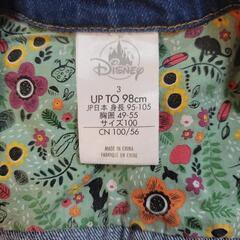 Disney
3
UP TO 98cm
JP日本 身長 95-105
胸囲 49-55
サイズ100
CN 100/56
MADE IN CHINA
FABRIQUÉ EN CHINE